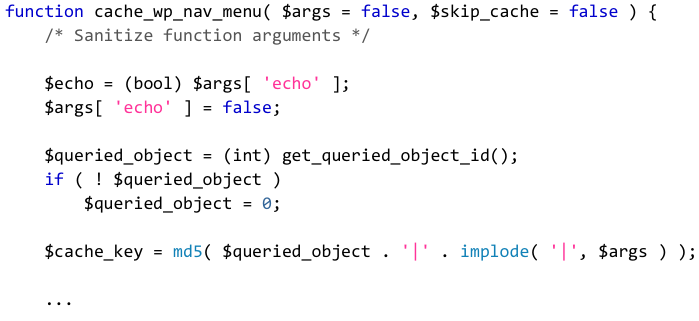 function cache_wp_nav_menu( $args = false, $skip_cache = false ) {
    /* Sanitize function arguments */

    $echo = (bool) $args[ 'echo' ];
    $args[ 'echo' ] = false;

    $queried_object = (int) get_queried_object_id();
    if ( ! $queried_object )
        $queried_object = 0;

    $cache_key = md5( $queried_object . '|' . implode( '|', $args ) );

    ...